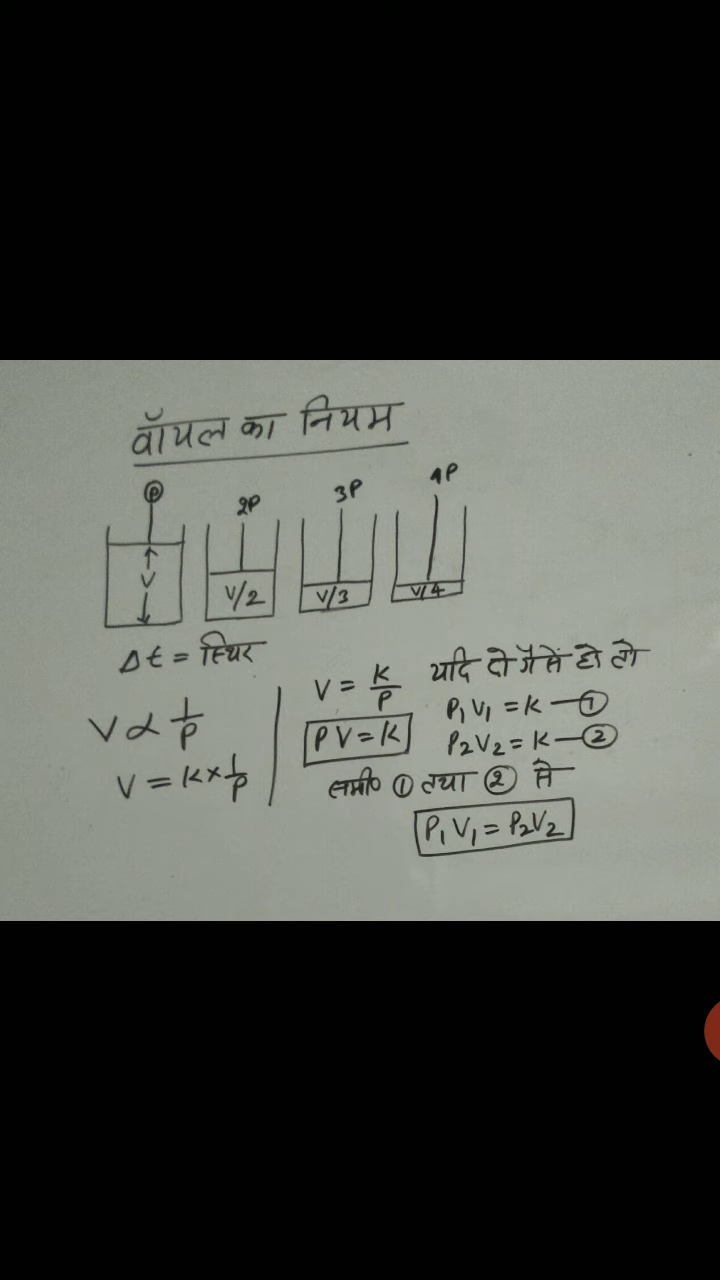 वॉयल का नियम
P 2P 3P 4P
V V/2 V/3 V/4
Δt = स्थिर
V ∝ 1/P
V = K × 1/P
V = K/P
PV = K
यदि दो गैसें हो तो
P₁V₁ = K — ①
P₂V₂ = K — ②
समी० ① तथा ② से
P₁V₁ = P₂V₂